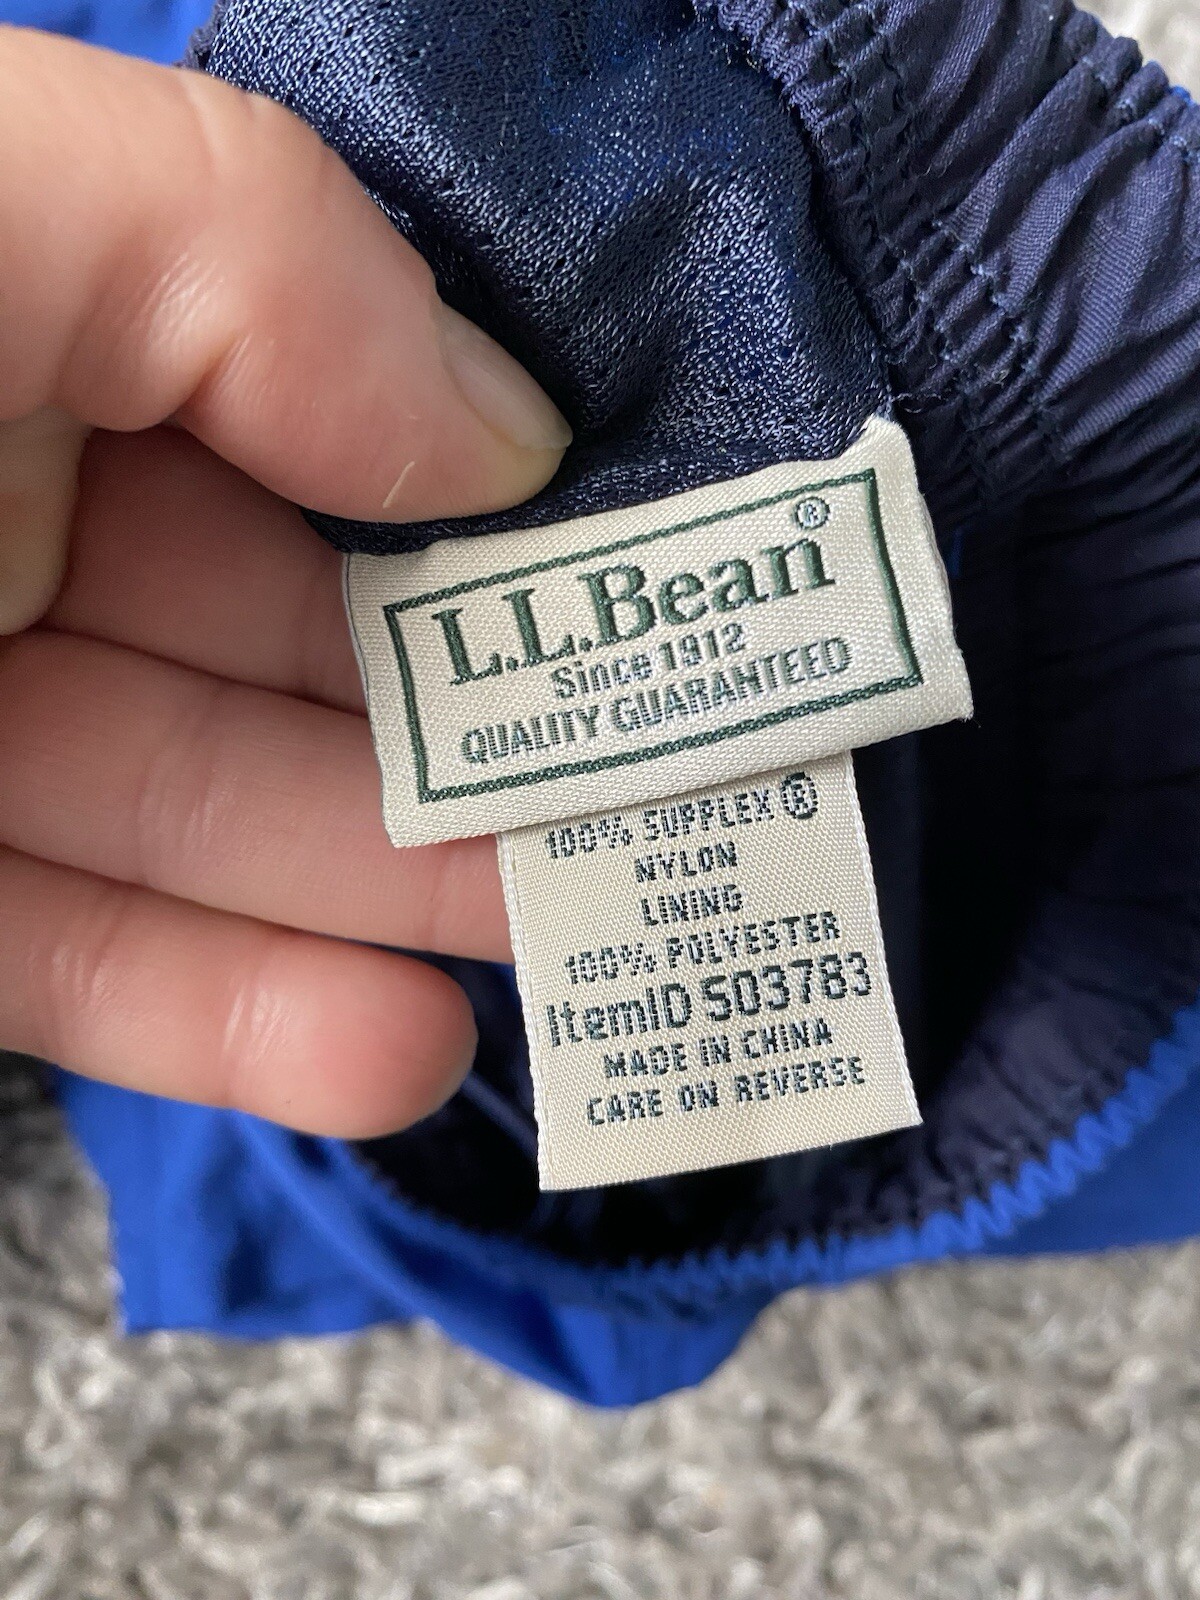 L.L.Bean®
Since 1912
QUALITY GUARANTEED
100% SUPPLEX®
NYLON
LINING
100% POLYESTER
ItemID 503783
MADE IN CHINA
CARE ON REVERSE